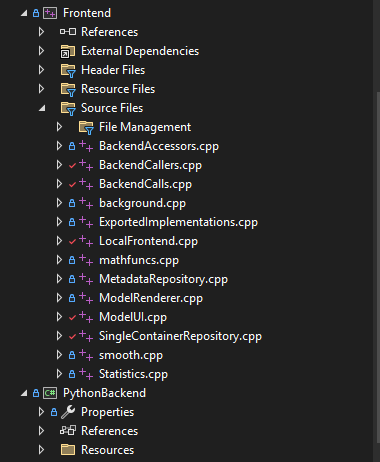 Frontend
References
External Dependencies
Header Files
Resource Files
Source Files
File Management
BackendAccessors.cpp
BackendCallers.cpp
BackendCalls.cpp
background.cpp
ExportedImplementations.cpp
LocalFrontend.cpp
mathfuncs.cpp
MetadataRepository.cpp
ModelRenderer.cpp
ModelUI.cpp
SingleContainerRepository.cpp
smooth.cpp
Statistics.cpp
C# PythonBackend
Properties
References
Resources